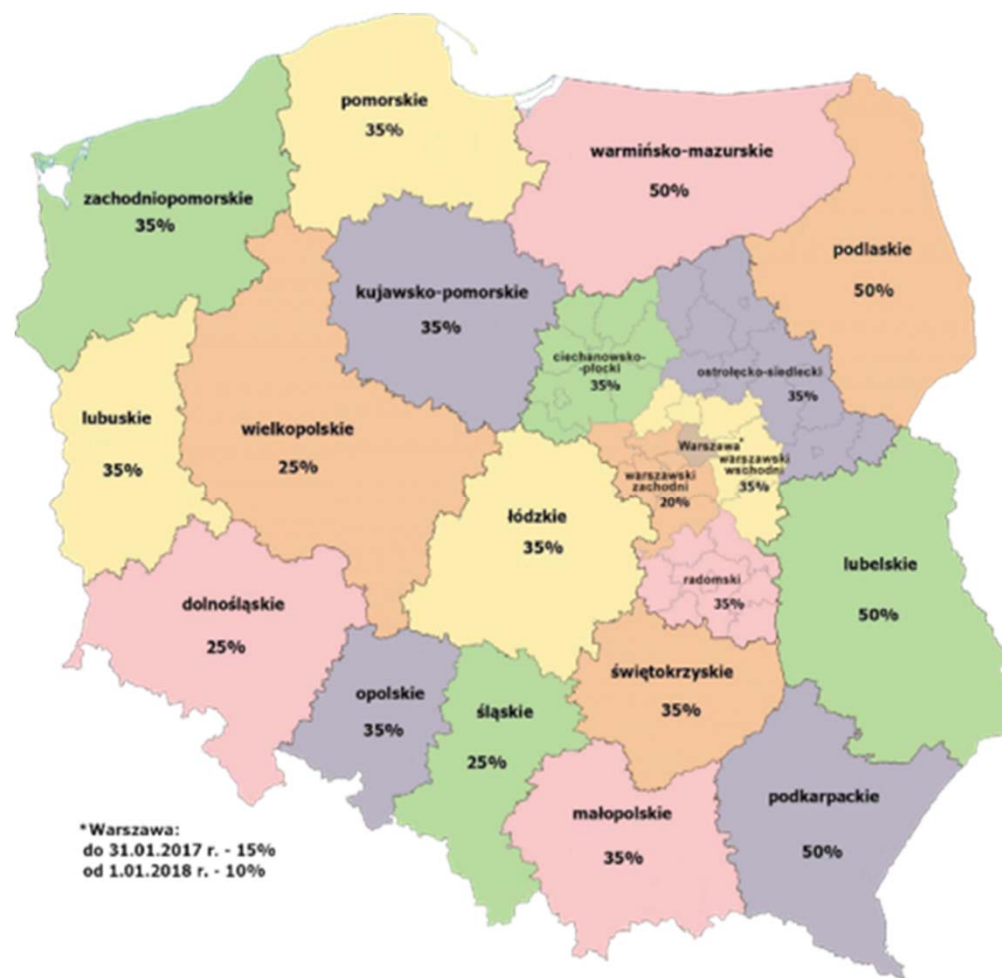 pomorskie
35%
warmińsko-mazurskie
50%
zachodniopomorskie
35%
podlaskie
50%
kujawsko-pomorskie
35%
ciechanowsko-
-płocki
35%
ostrołęcko-siedlecki
35%
lubuskie
35%
wielkopolskie
25%
Warszawa*
warszawski
wschodni
35%
warszawski
zachodni
20%
łódzkie
35%
lubelskie
50%
radomski
35%
dolnośląskie
25%
świętokrzyskie
35%
opolskie
35%
śląskie
25%
podkarpackie
50%
małopolskie
35%
*Warszawa:
do 31.01.2017 r. - 15%
od 1.01.2018 r. - 10%